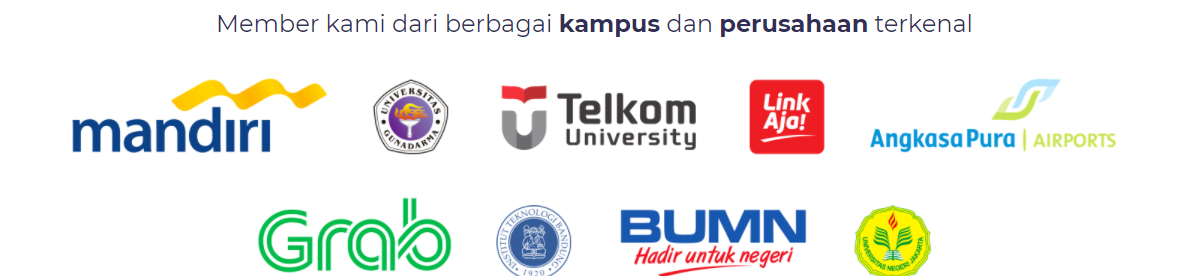 Member kami dari berbagai kampus dan perusahaan terkenal
mandırı
UNIVERSITAS
GUNADARMA
Telkom
University
Link
Aja!
AngkasaPura | AIRPORTS
Grab
INSTITUT TEKNOLOGI BANDUNG
1920
BUMN
Hadir untuk negeri
UNIVERSITAS NEGERI JAKARTA